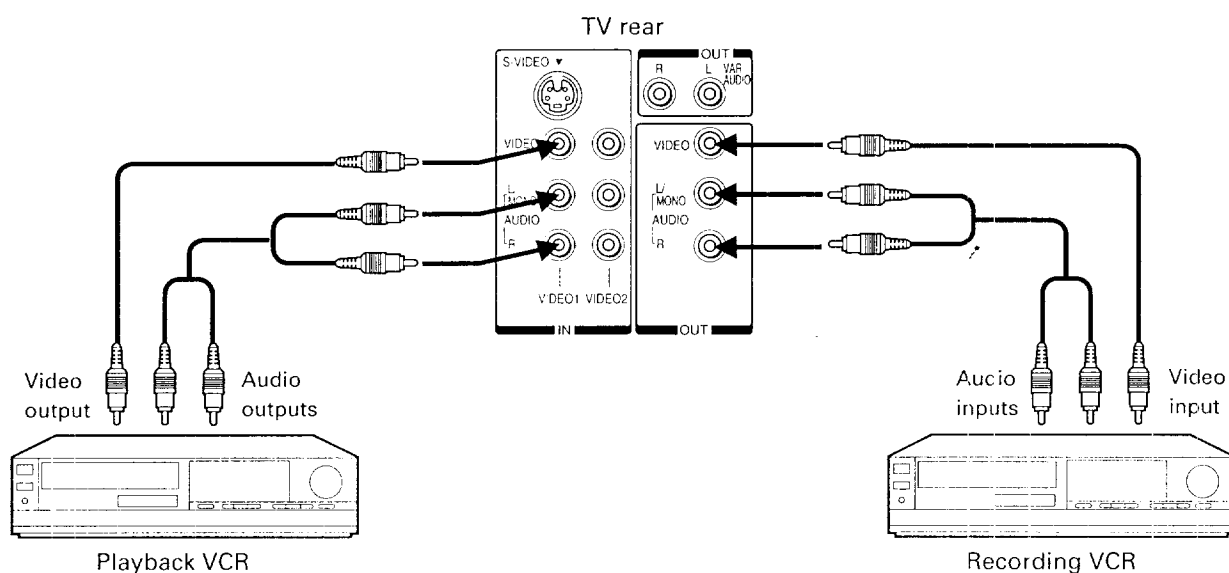 TV rear
S-VIDEO ▼
VIDEO
L/
MONO
AUDIO
R
VIDEO1 VIDEO2
IN
OUT
R L VAR
AUDIO
VIDEO
L/
MONO
AUDIO
R
OUT
Video
output
Audio
outputs
Audio
inputs
Video
input
Playback VCR
Recording VCR